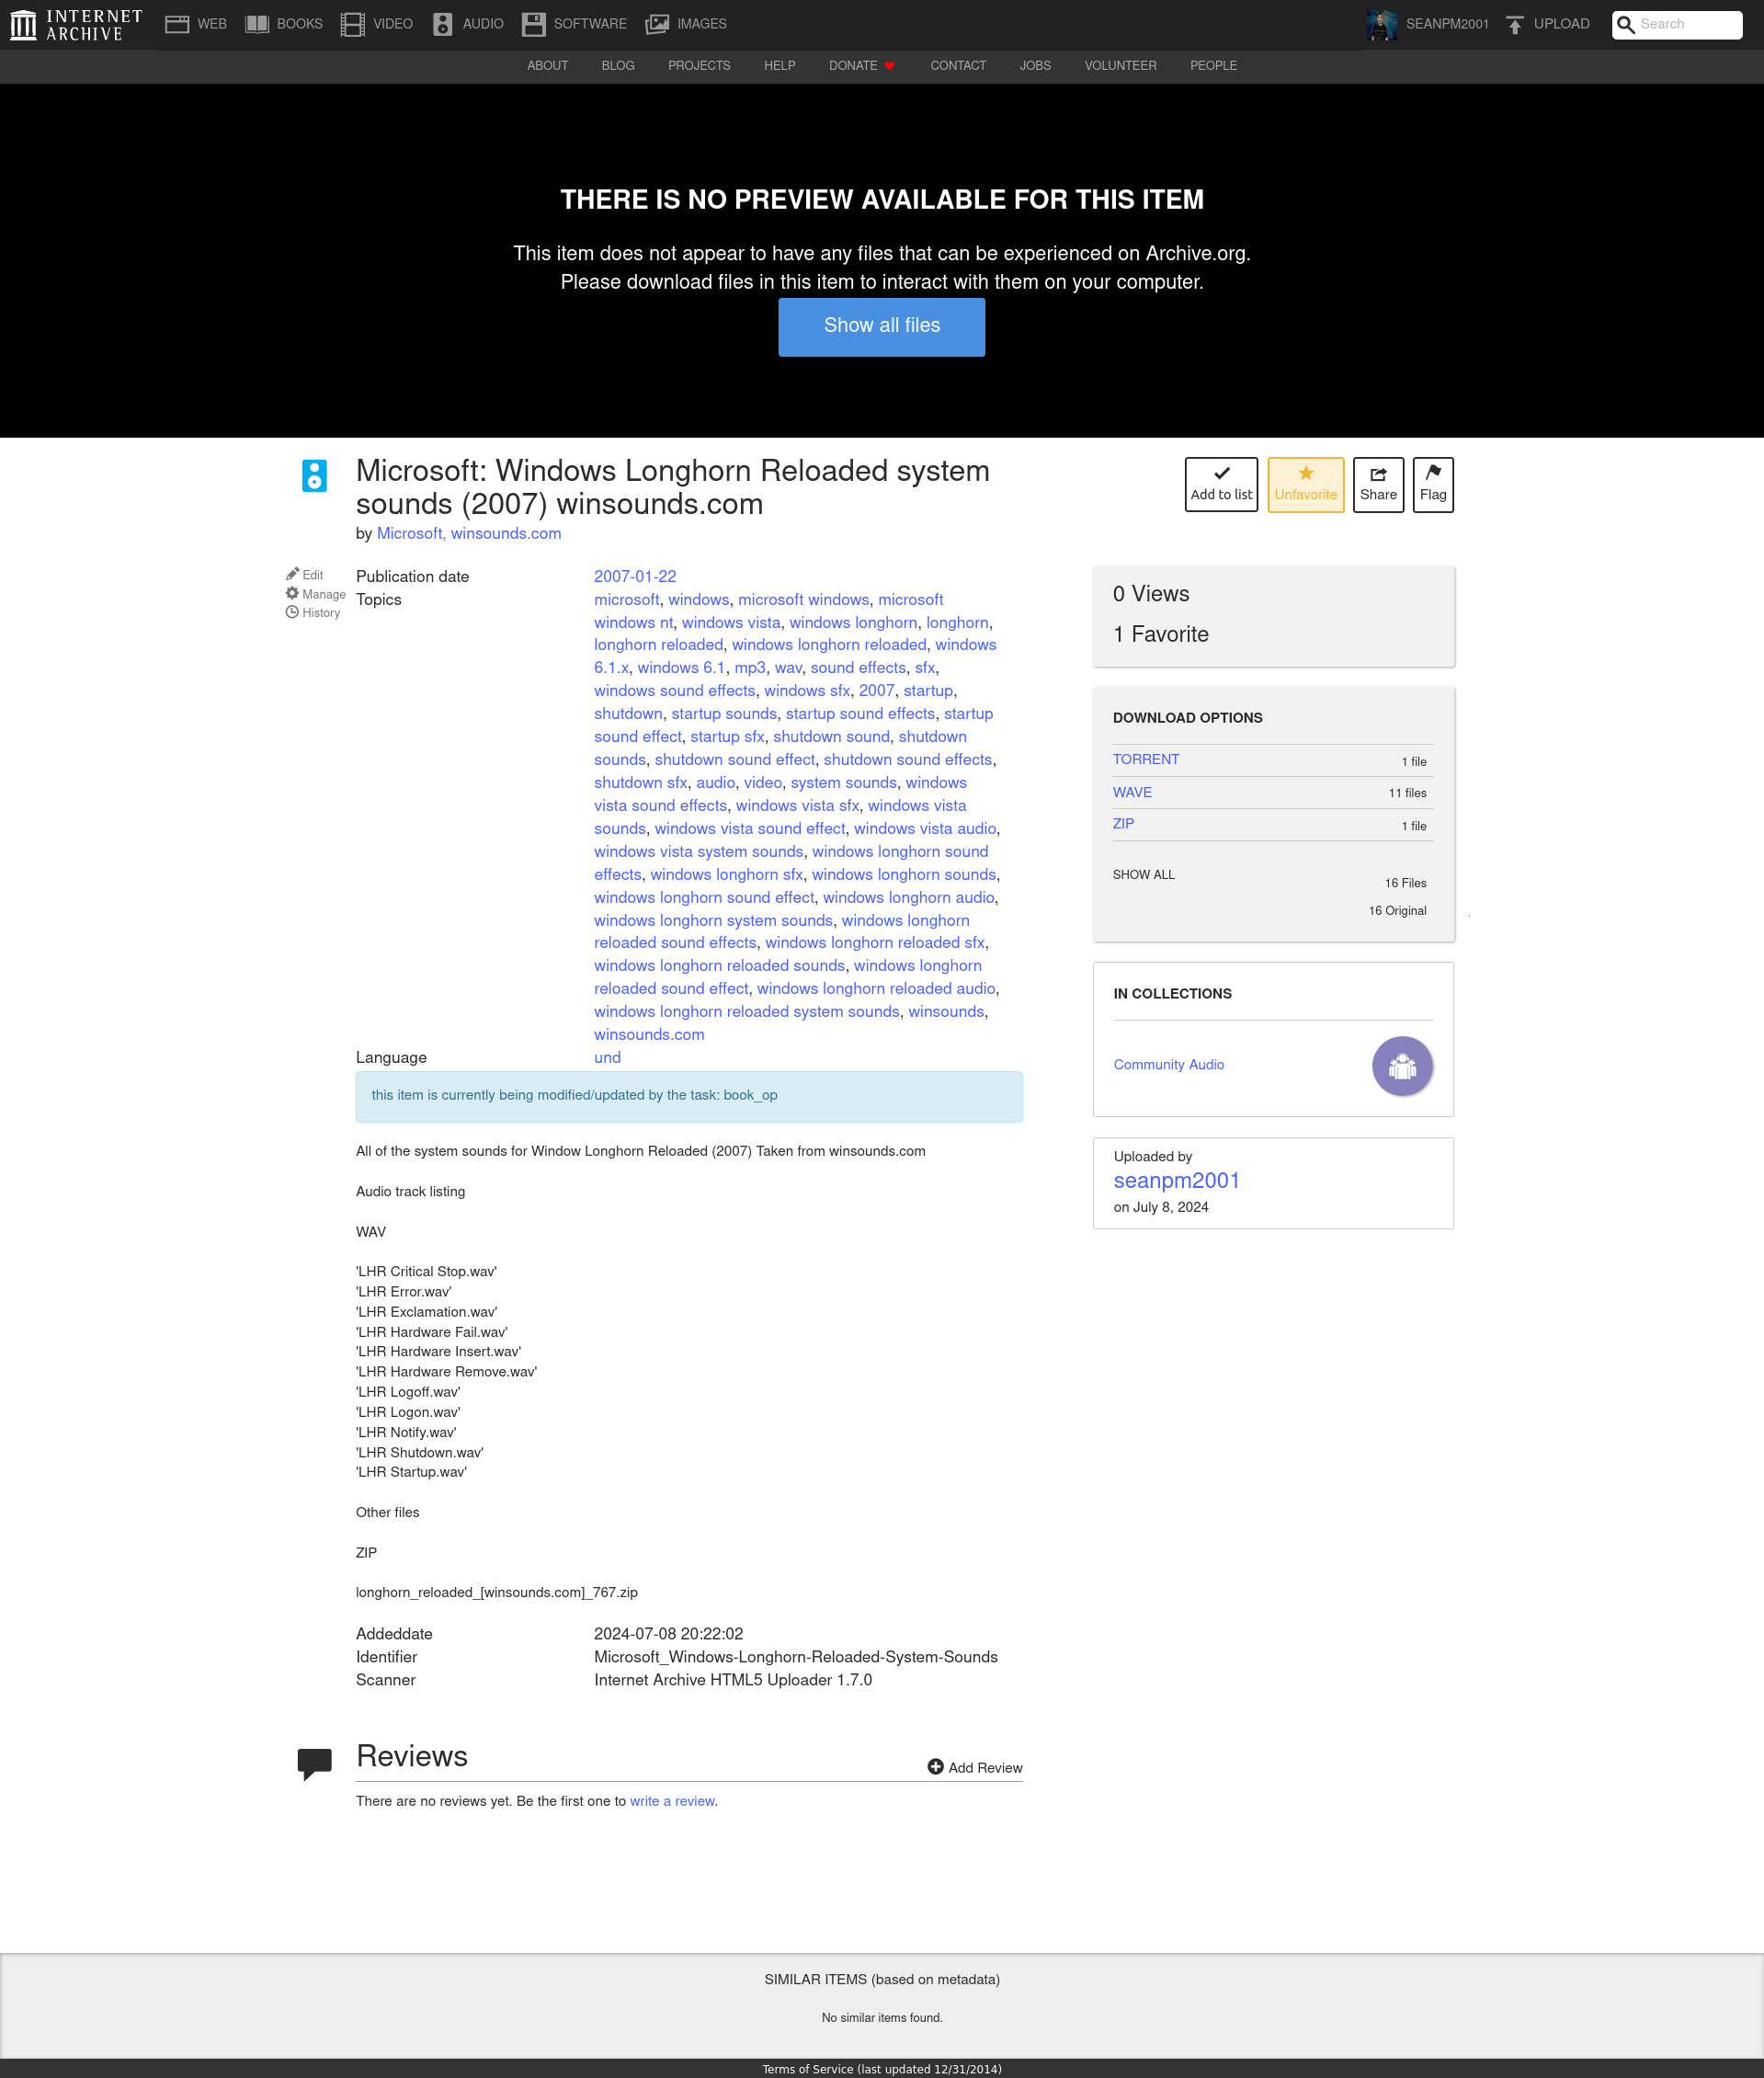 INTERNET ARCHIVE
WEB BOOKS VIDEO AUDIO SOFTWARE IMAGES SEANPM2001 UPLOAD Search
ABOUT BLOG PROJECTS HELP DONATE CONTACT JOBS VOLUNTEER PEOPLE
THERE IS NO PREVIEW AVAILABLE FOR THIS ITEM
This item does not appear to have any files that can be experienced on Archive.org.
Please download files in this item to interact with them on your computer.
Show all files
Microsoft: Windows Longhorn Reloaded system
sounds (2007) winsounds.com
by Microsoft, winsounds.com
Add to list Unfavorite Share Flag
Edit
Manage
History
Publication date 2007-01-22
Topics microsoft, windows, microsoft windows, microsoft
windows nt, windows vista, windows longhorn, longhorn,
longhorn reloaded, windows longhorn reloaded, windows
6.1.x, windows 6.1, mp3, wav, sound effects, sfx,
windows sound effects, windows sfx, 2007, startup,
shutdown, startup sounds, startup sound effects, startup
sound effect, startup sfx, shutdown sound, shutdown
sounds, shutdown sound effect, shutdown sound effects,
shutdown sfx, audio, video, system sounds, windows
vista sound effects, windows vista sfx, windows vista
sounds, windows vista sound effect, windows vista audio,
windows vista system sounds, windows longhorn sound
effects, windows longhorn sfx, windows longhorn sounds,
windows longhorn sound effect, windows longhorn audio,
windows longhorn system sounds, windows longhorn
reloaded sound effects, windows longhorn reloaded sfx,
windows longhorn reloaded sounds, windows longhorn
reloaded sound effect, windows longhorn reloaded audio,
windows longhorn reloaded system sounds, winsounds,
winsounds.com
Language und
this item is currently being modified/updated by the task: book_op
All of the system sounds for Window Longhorn Reloaded (2007) Taken from winsounds.com
Audio track listing
WAV
'LHR Critical Stop.wav'
'LHR Error.wav'
'LHR Exclamation.wav'
'LHR Hardware Fail.wav'
'LHR Hardware Insert.wav'
'LHR Hardware Remove.wav'
'LHR Logoff.wav'
'LHR Logon.wav'
'LHR Notify.wav'
'LHR Shutdown.wav'
'LHR Startup.wav'
Other files
ZIP
longhorn_reloaded_[winsounds.com]_767.zip
Addeddate 2024-07-08 20:22:02
Identifier Microsoft_Windows-Longhorn-Reloaded-System-Sounds
Scanner Internet Archive HTML5 Uploader 1.7.0
0 Views
1 Favorite
DOWNLOAD OPTIONS
TORRENT 1 file
WAVE 11 files
ZIP 1 file
SHOW ALL 16 Files
16 Original
IN COLLECTIONS
Community Audio
Uploaded by
seanpm2001
on July 8, 2024
Reviews
Add Review
There are no reviews yet. Be the first one to write a review.
SIMILAR ITEMS (based on metadata)
No similar items found.
Terms of Service (last updated 12/31/2014)